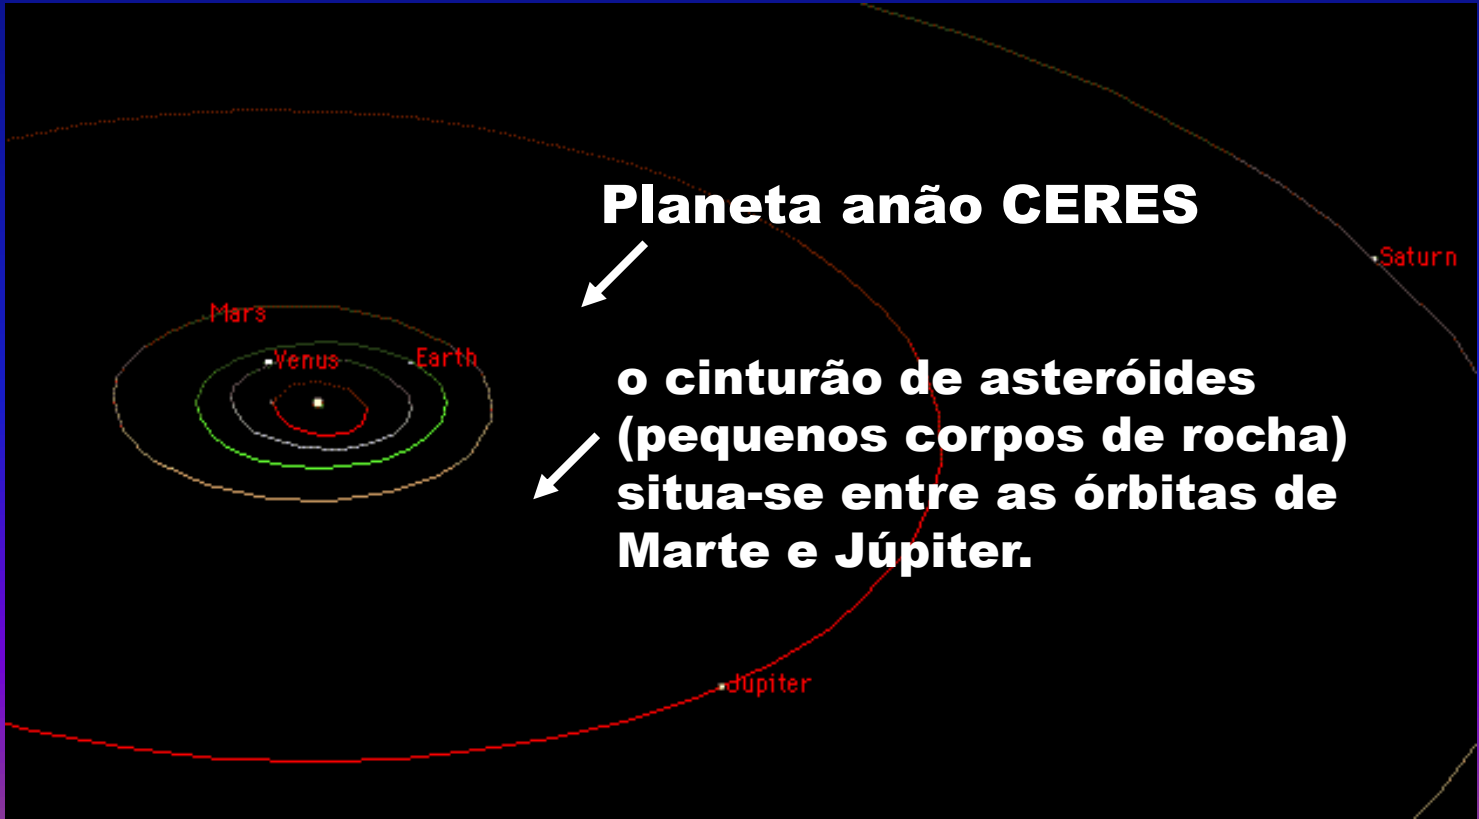 Planeta anão CERES
Saturn
Mars
Venus
Earth
o cinturão de asteróides
(pequenos corpos de rocha)
situa-se entre as órbitas de
Marte e Júpiter.
Jupiter